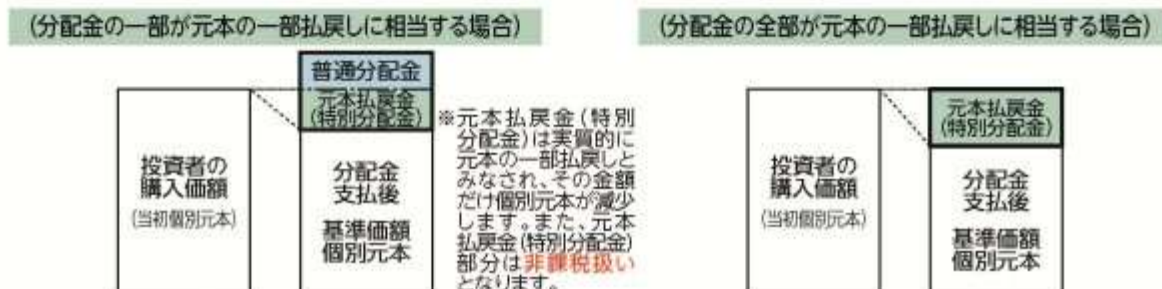 (分配金の一部が元本の一部払戻しに相当する場合)
普通分配金
元本払戻金
(特別分配金)
投資者の
購入価額
(当初個別元本)
分配金
支払後
基準価額
個別元本
※元本払戻金(特別
分配金)は実質的に
元本の一部払戻しと
みなされ、その金額
だけ個別元本が減少
します。また、元本
払戻金(特別分配金)
部分は非課税扱い
となります。
(分配金の全部が元本の一部払戻しに相当する場合)
元本払戻金
(特別分配金)
投資者の
購入価額
(当初個別元本)
分配金
支払後
基準価額
個別元本